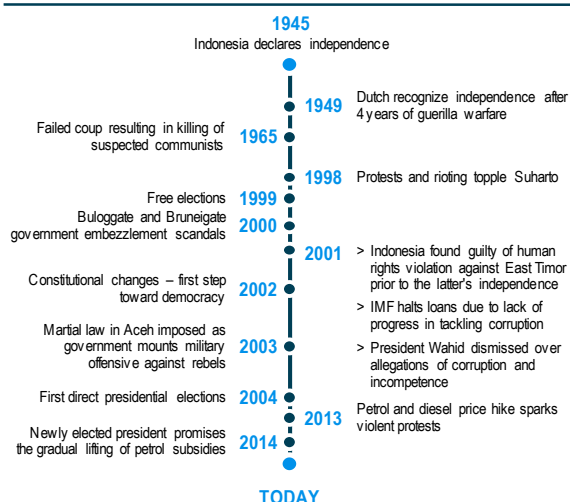 1945
Indonesia declares independence
1949
Dutch recognize independence after
4 years of guerilla warfare
Failed coup resulting in killing of
suspected communists
1965
1998
Protests and rioting topple Suharto
Free elections
1999
Buloggate and Bruneigate
government embezzlement scandals
2000
2001
> Indonesia found guilty of human
rights violation against East Timor
prior to the latter's independence
> IMF halts loans due to lack of
progress in tackling corruption
> President Wahid dismissed over
allegations of corruption and
incompetence
Constitutional changes – first step
toward democracy
2002
Martial law in Aceh imposed as
government mounts military
offensive against rebels
2003
First direct presidential elections
2004
2013
Petrol and diesel price hike sparks
violent protests
Newly elected president promises
the gradual lifting of petrol subsidies
2014
TODAY